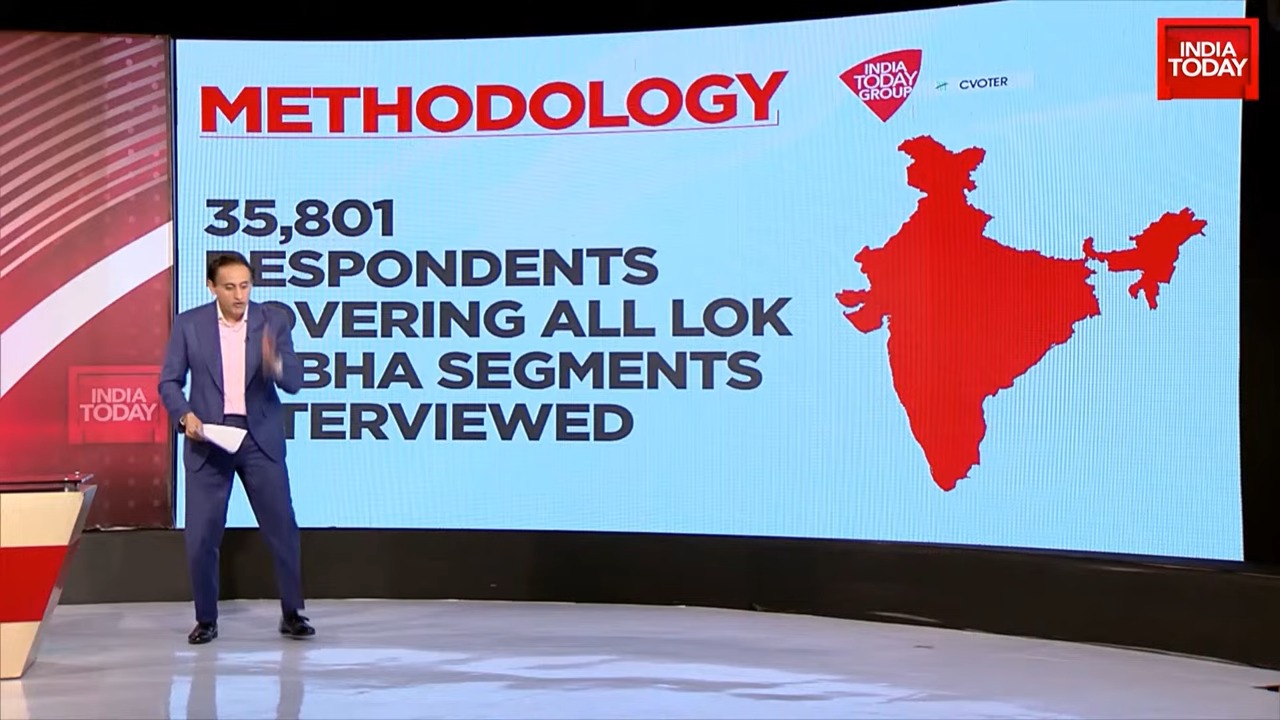 METHODOLOGY
INDIA
TODAY
GROUP
CVOTER
INDIA
TODAY
35,801
ESPONDENTS
OVERING ALL LOK
BHA SEGMENTS
TERVIEWED
INDIA
TODAY